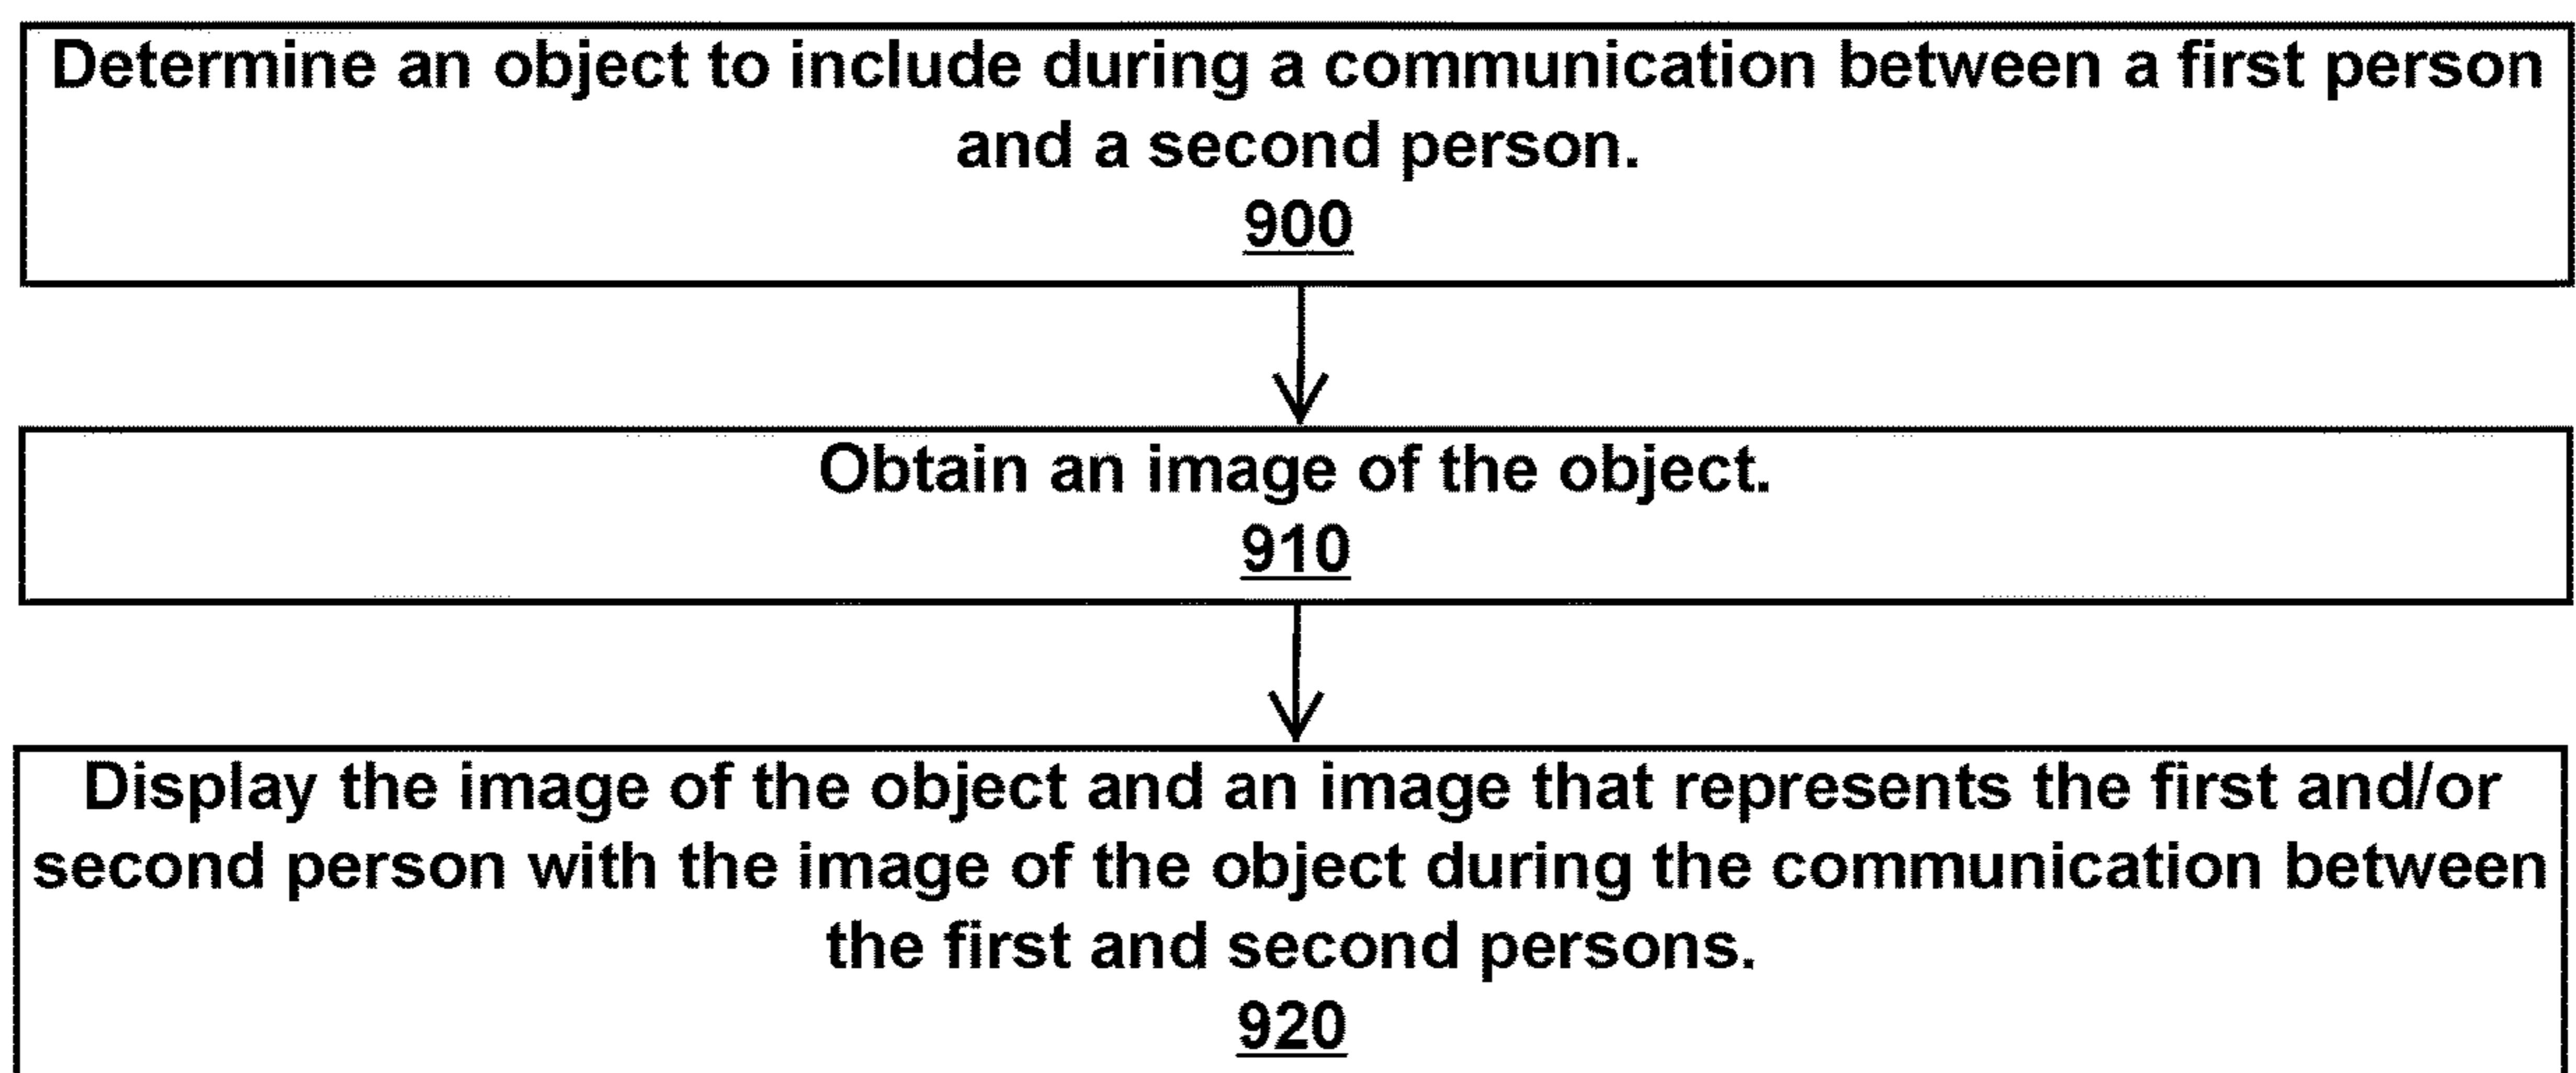 Determine an object to include during a communication between a first person
and a second person.
900
Obtain an image of the object.
910
Display the image of the object and an image that represents the first and/or
second person with the image of the object during the communication between
the first and second persons.
920